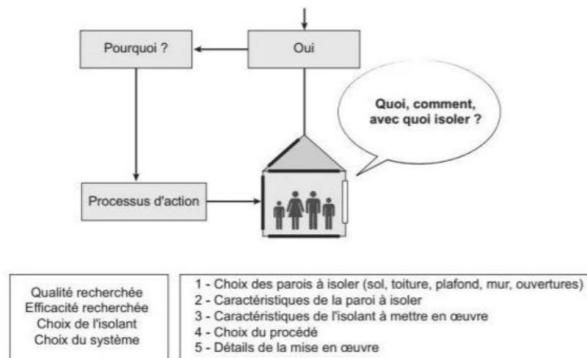 Pourquoi ?
Oui
Quoi, comment,
avec quoi isoler ?
Processus d'action
Qualité recherchée
Efficacité recherchée
Choix de l'isolant
Choix du système
1 - Choix des parois à isoler (sol, toiture, plafond, mur, ouvertures)
2 - Caractéristiques de la paroi à isoler
3 - Caractéristiques de l'isolant à mettre en œuvre
4 - Choix du procédé
5 - Détails de la mise en œuvre